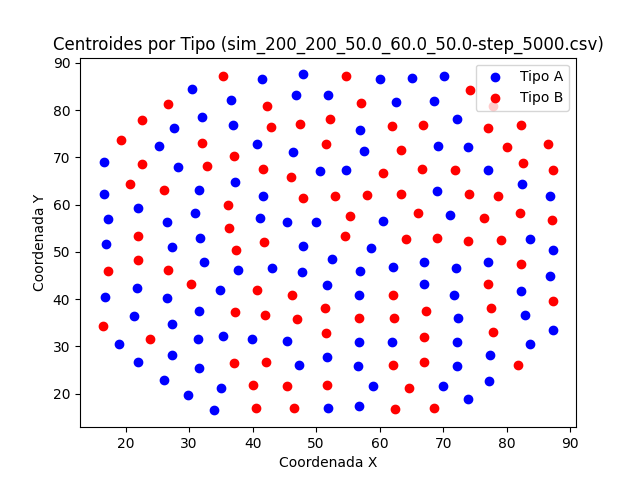 Centroides por Tipo (sim_200_200_50.0_60.0_50.0-step_5000.csv)
Tipo A
Tipo B
90
80
70
60
50
40
30
20
Coordenada Y
20 30 40 50 60 70 80 90
Coordenada X